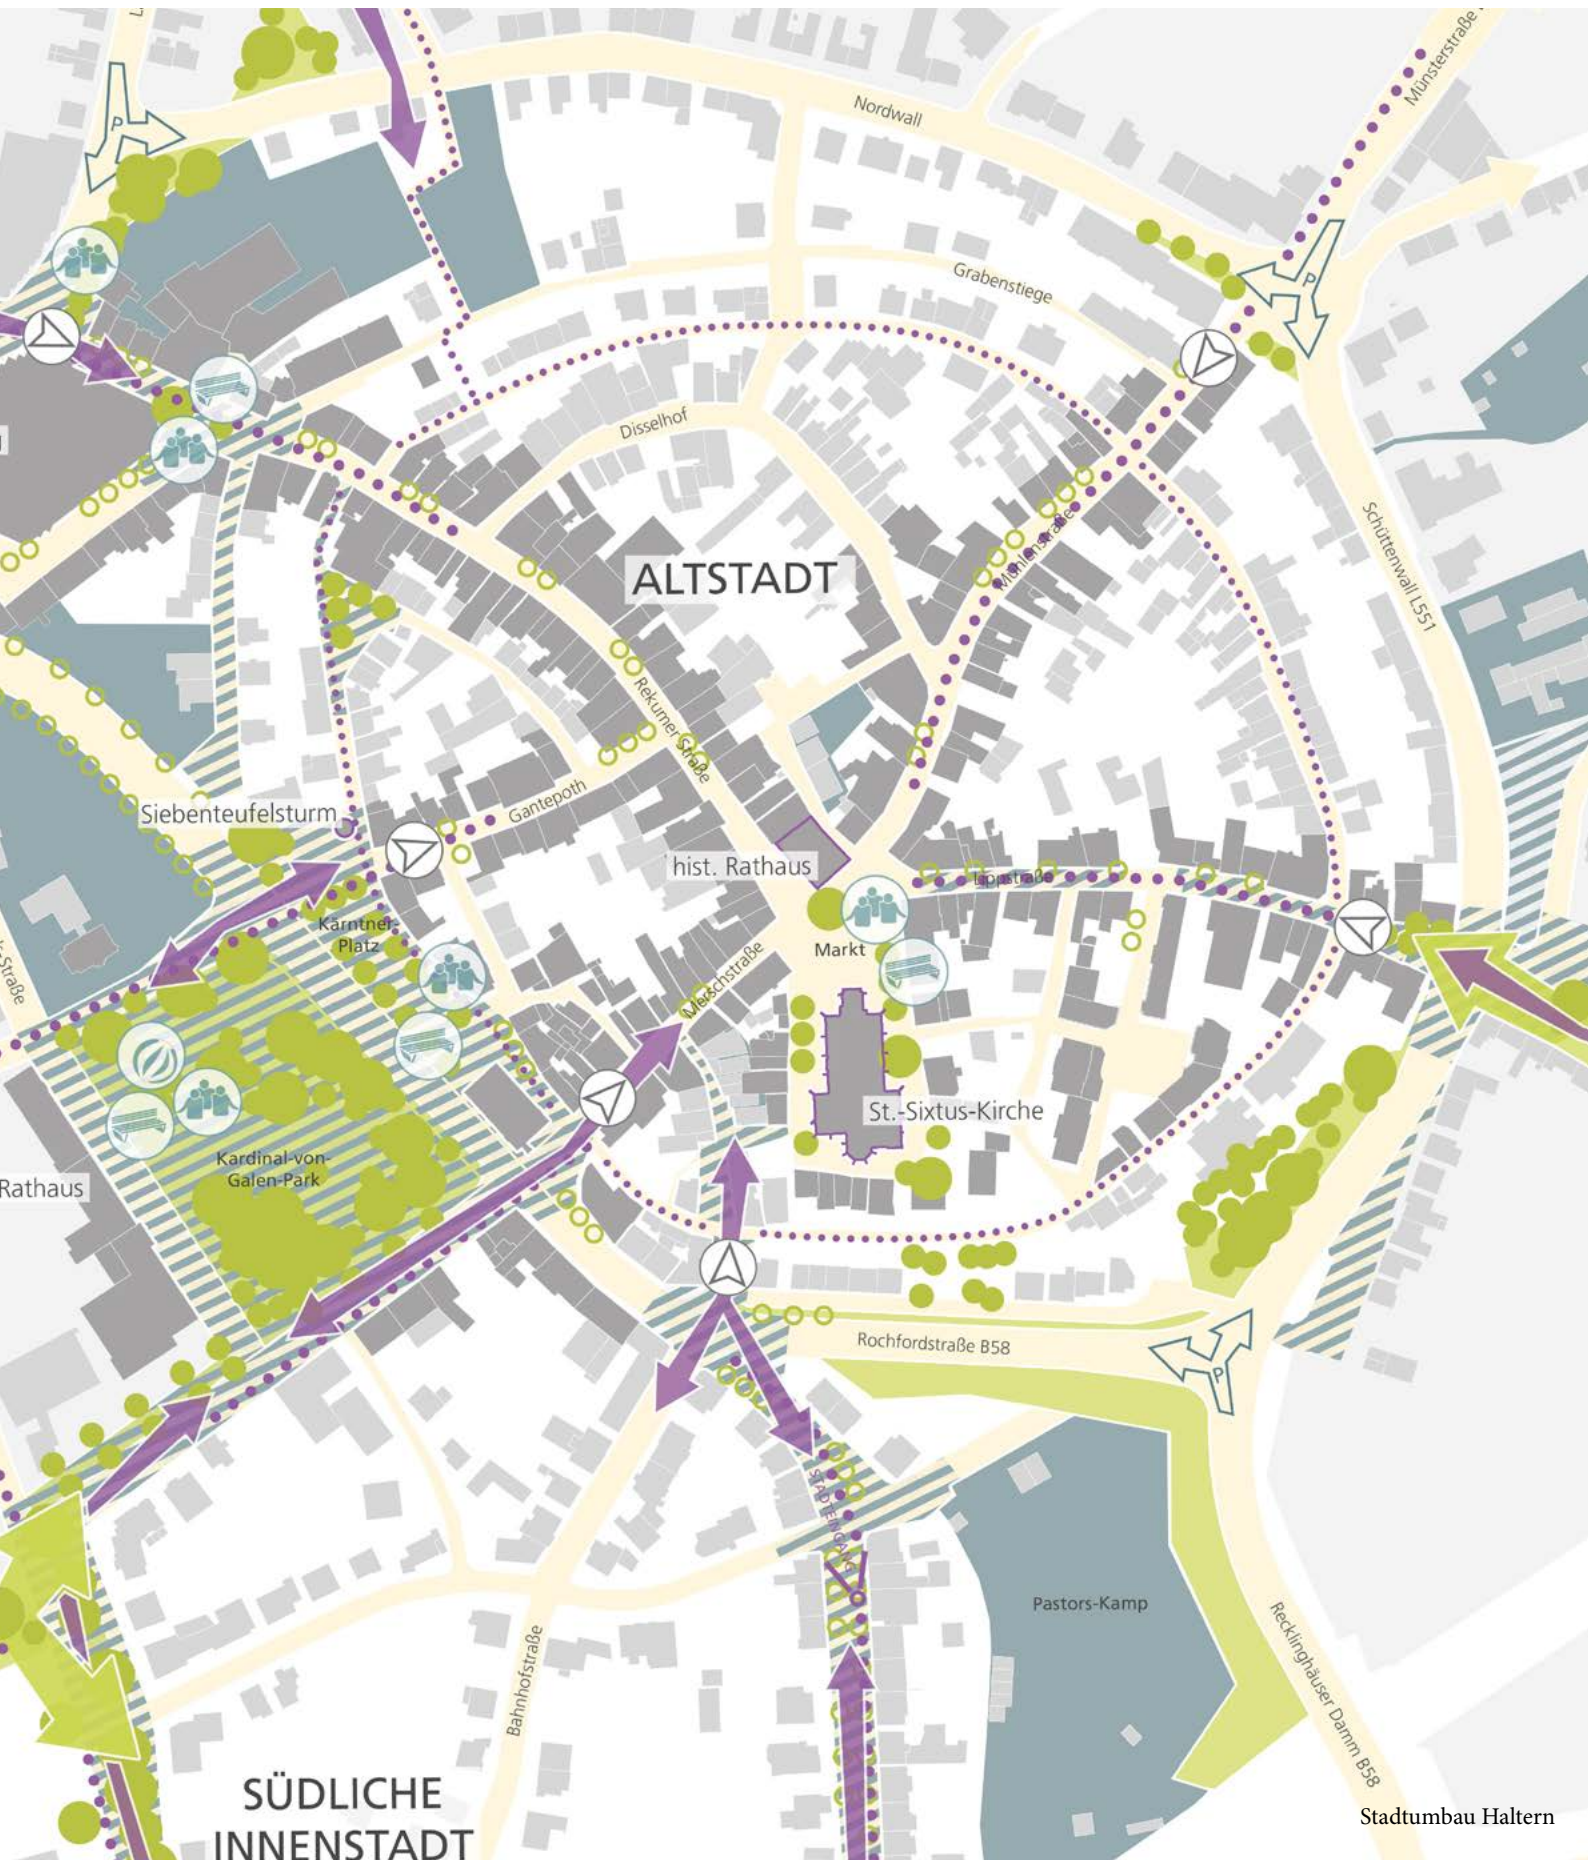 Münsterstraße
Nordwall
P
P
Grabenstiege
Disselhof
ALTSTADT
Mühlenstraße
Schüttenwall L551
Rekumer Straße
Gantepoth
Siebenteufelsturm
hist. Rathaus
Lippstraße
Kärntner-
Platz
Markt
-Straße
Merschstraße
St.-Sixtus-Kirche
Kardinal-von-
Galen-Park
Rathaus
Rochfordstraße B58
P
STADTEINGANG
Pastors-Kamp
Bahnhofstraße
Recklinghäuser Damm B58
SÜDLICHE
INNENSTADT
Stadtumbau Haltern